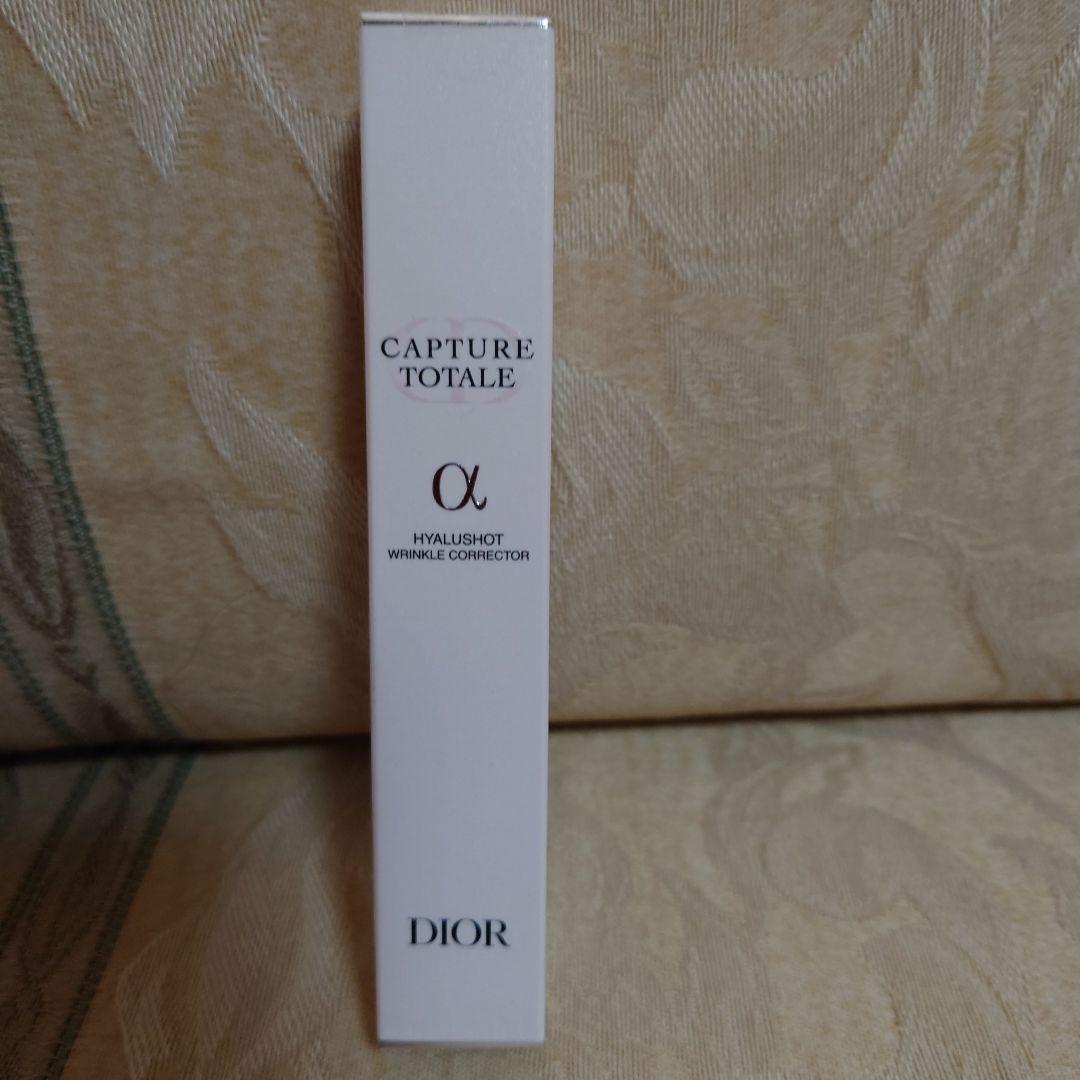 CAPTURE
TOTALE
α
HYALUSHOT
WRINKLE CORRECTOR
DIOR